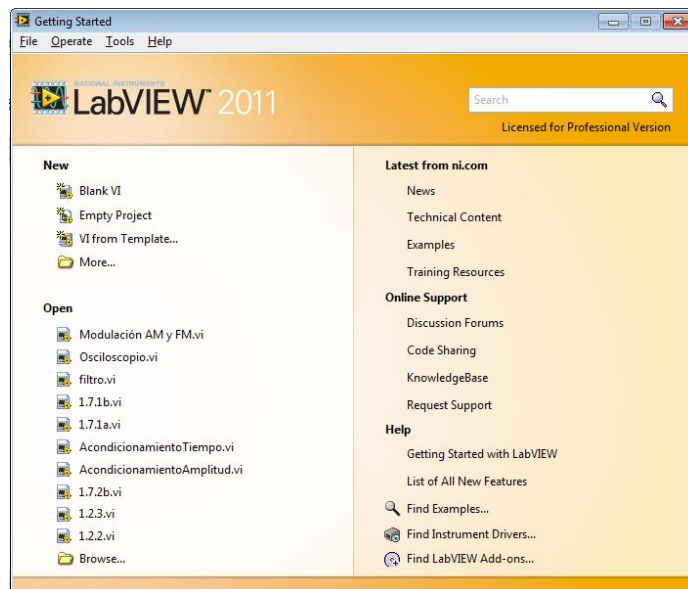 Getting Started
File Operate Tools Help
NATIONAL INSTRUMENTS
LabVIEW™ 2011
Search
Licensed for Professional Version
New
Blank VI
Empty Project
VI from Template...
More...
Open
Modulación AM y FM.vi
Osciloscopio.vi
filtro.vi
1.7.1b.vi
1.7.1a.vi
AcondicionamientoTiempo.vi
AcondicionamientoAmplitud.vi
1.7.2b.vi
1.2.3.vi
1.2.2.vi
Browse...
Latest from ni.com
News
Technical Content
Examples
Training Resources
Online Support
Discussion Forums
Code Sharing
KnowledgeBase
Request Support
Help
Getting Started with LabVIEW
List of All New Features
Find Examples...
Find Instrument Drivers...
Find LabVIEW Add-ons...